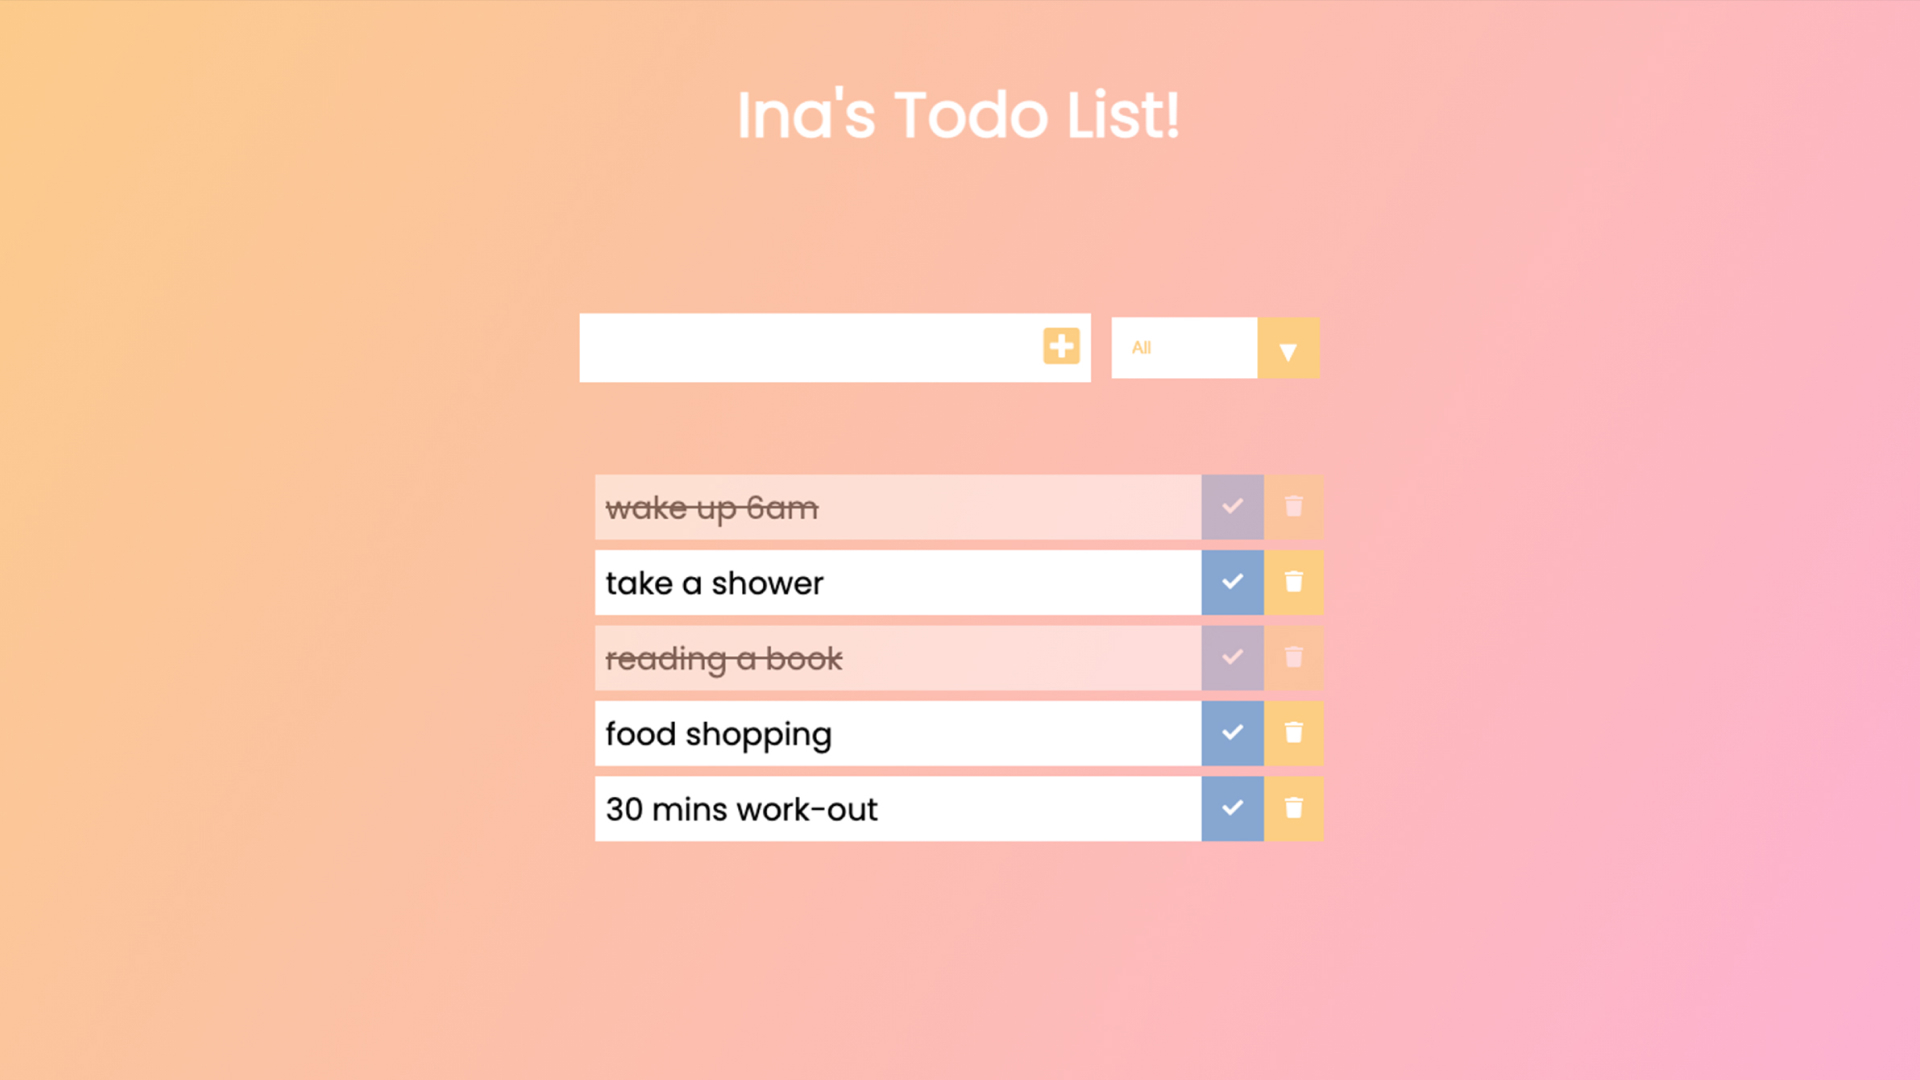 Ina's Todo List!
All
wake up 6am
take a shower
reading a book
food shopping
30 mins work-out